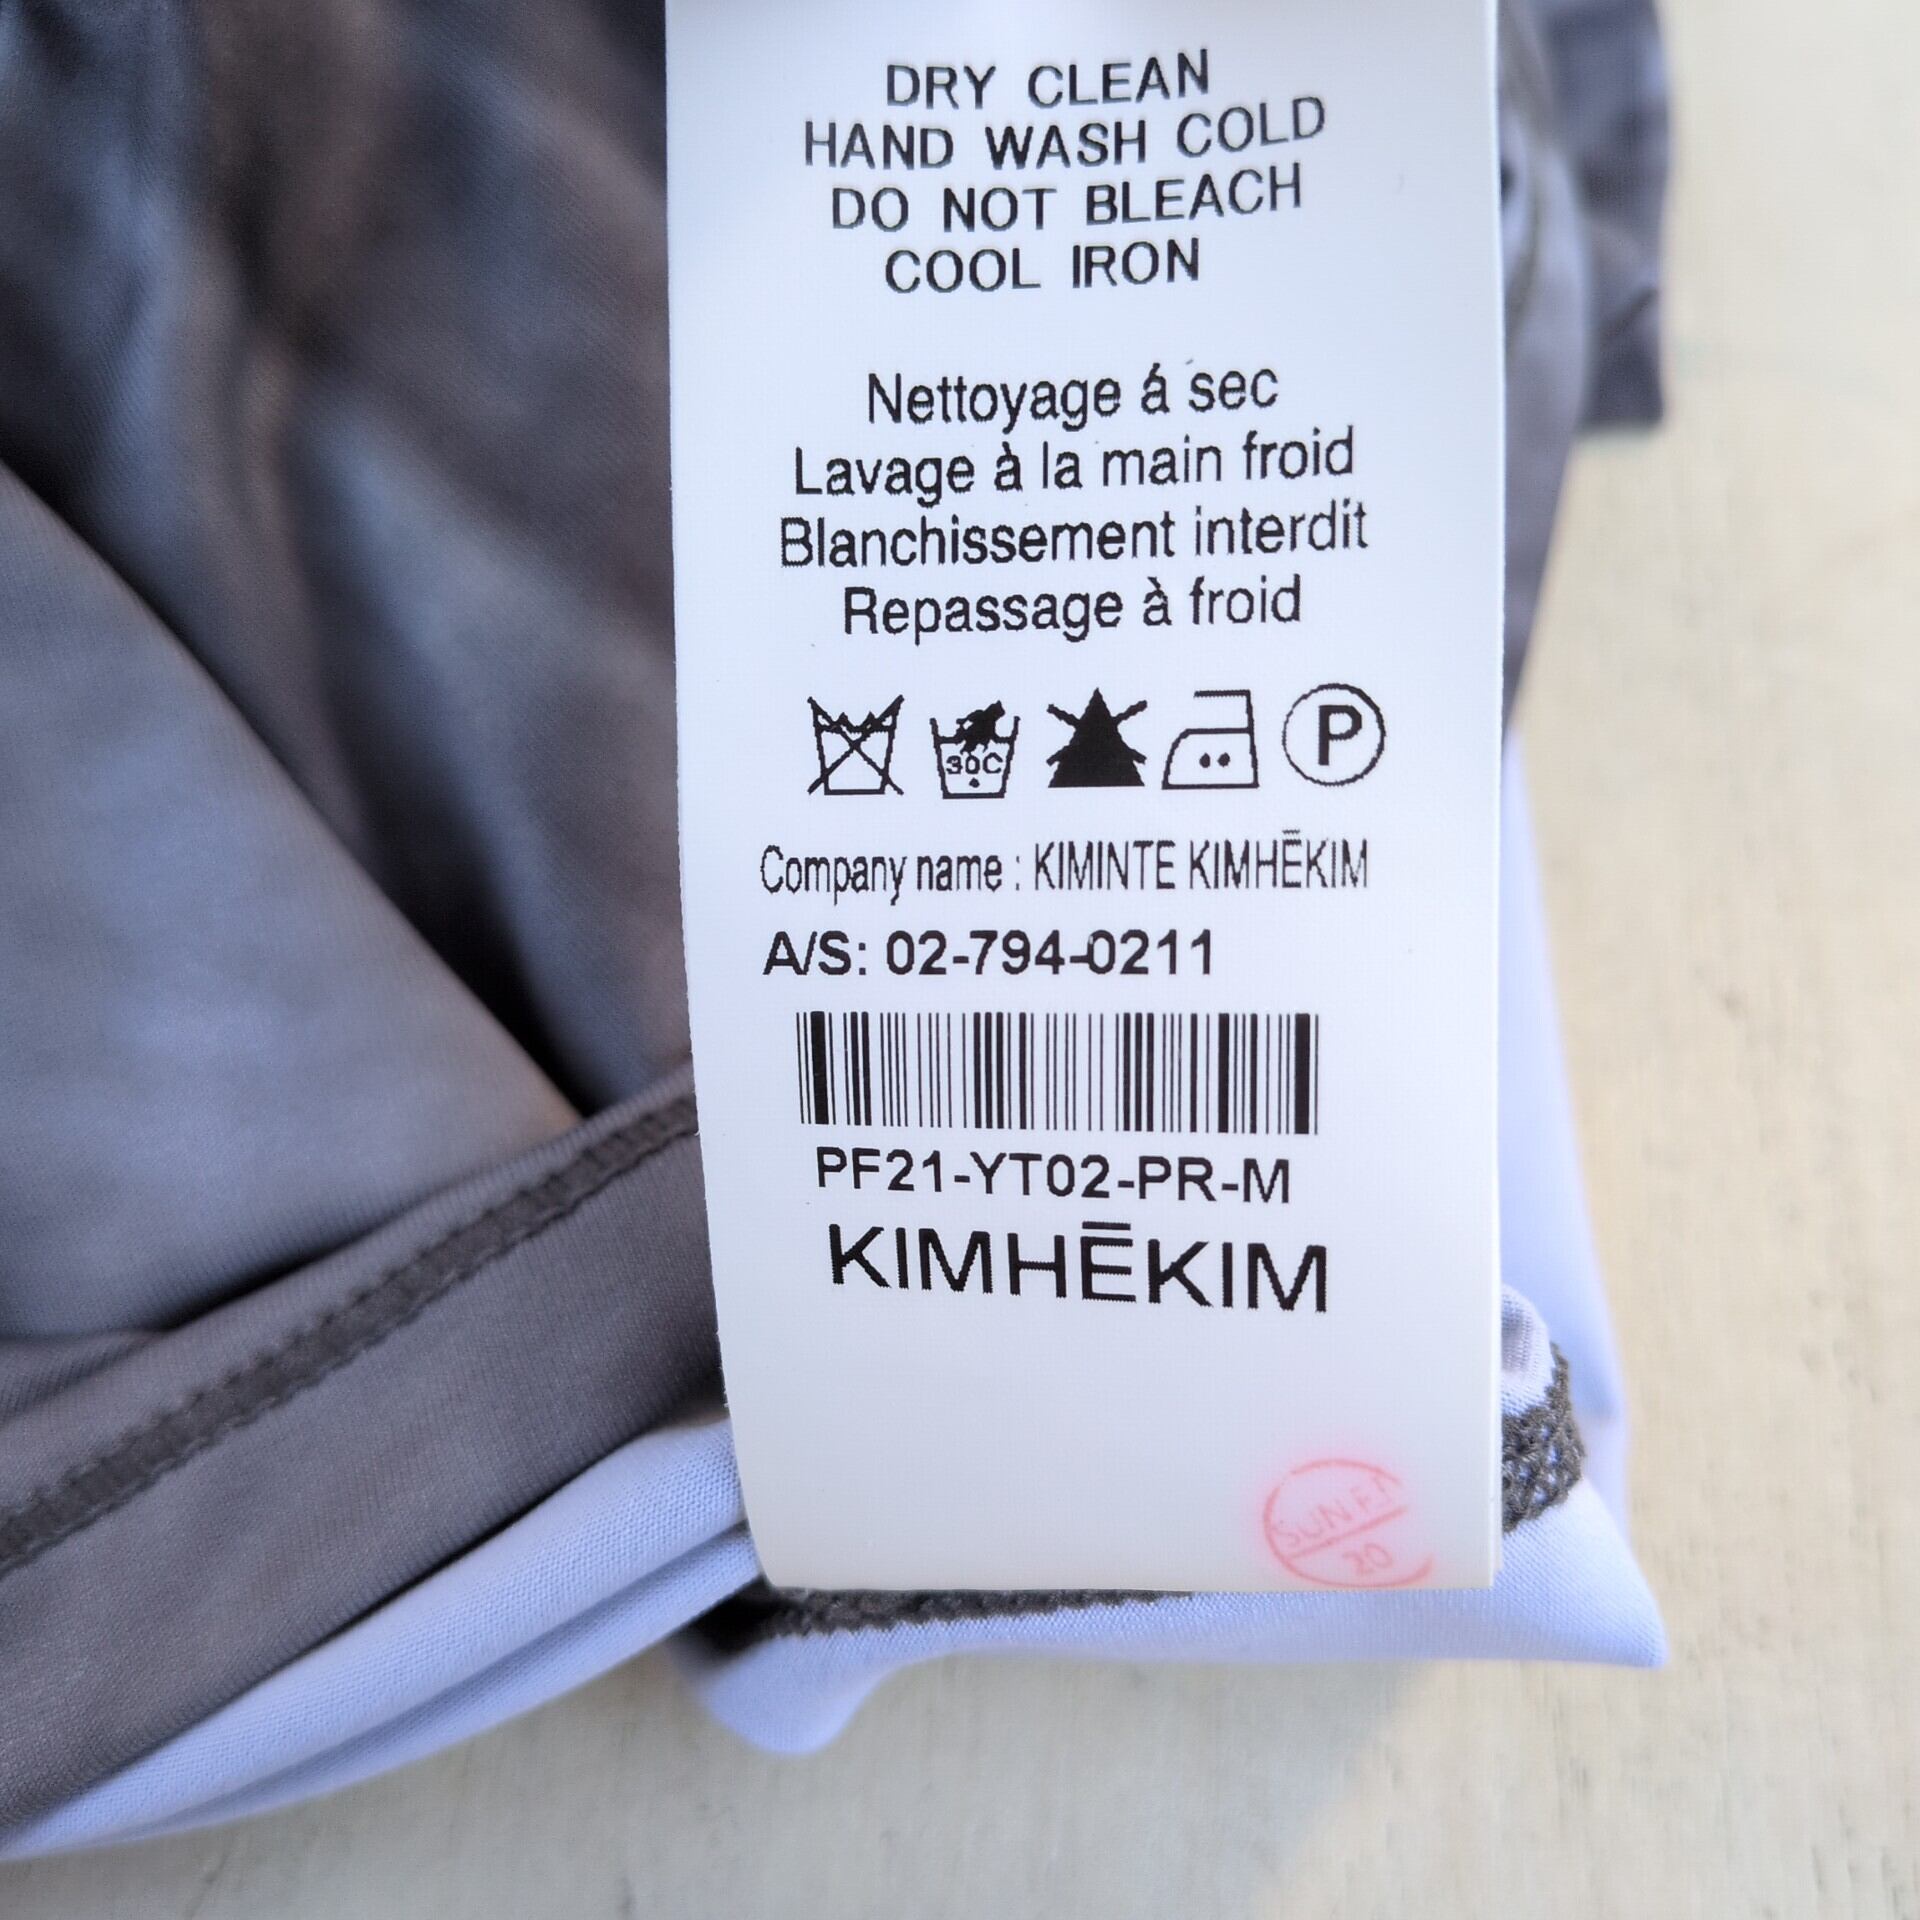 DRY CLEAN
HAND WASH COLD
DO NOT BLEACH
COOL IRON
Nettoyage á sec
Lavage à la main froid
Blanchissement interdit
Repassage à froid
30C
P
Company name : KIMINTE KIMHĒKIM
A/S: 02-794-0211
PF21-YT02-PR-M
KIMHĒKIM
20